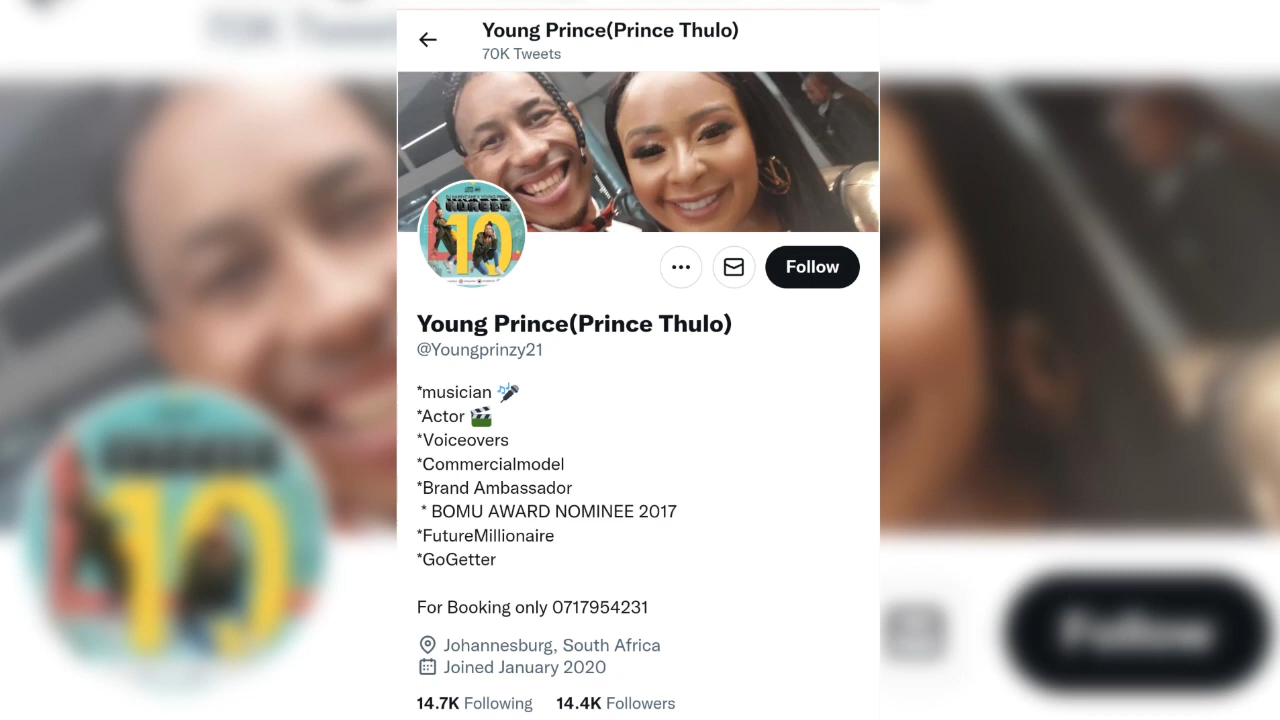 Young Prince(Prince Thulo)
70K Tweets
10
Follow
Young Prince(Prince Thulo)
@Youngprinzy21
*musician
*Actor
*Voiceovers
*Commercialmodel
*Brand Ambassador
* BOMU AWARD NOMINEE 2017
*FutureMillionaire
*GoGetter
For Booking only 0717954231
Johannesburg, South Africa
Joined January 2020
14.7K Following 14.4K Followers